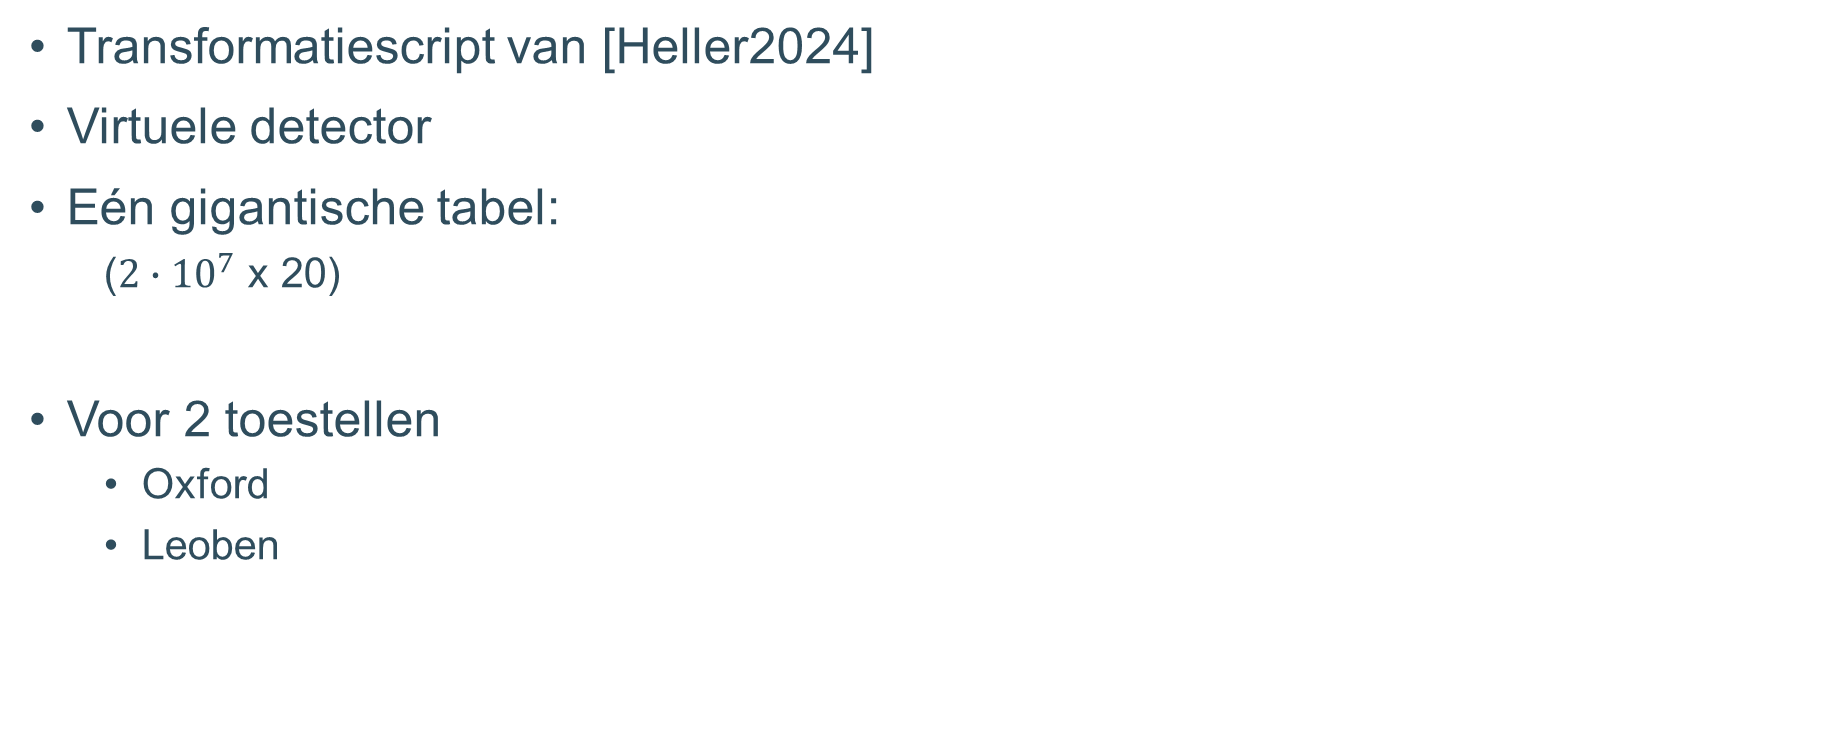 • Transformatiescript van [Heller2024]
• Virtuele detector
• Eén gigantische tabel:
(2 · 10⁷ x 20)
• Voor 2 toestellen
• Oxford
• Leoben